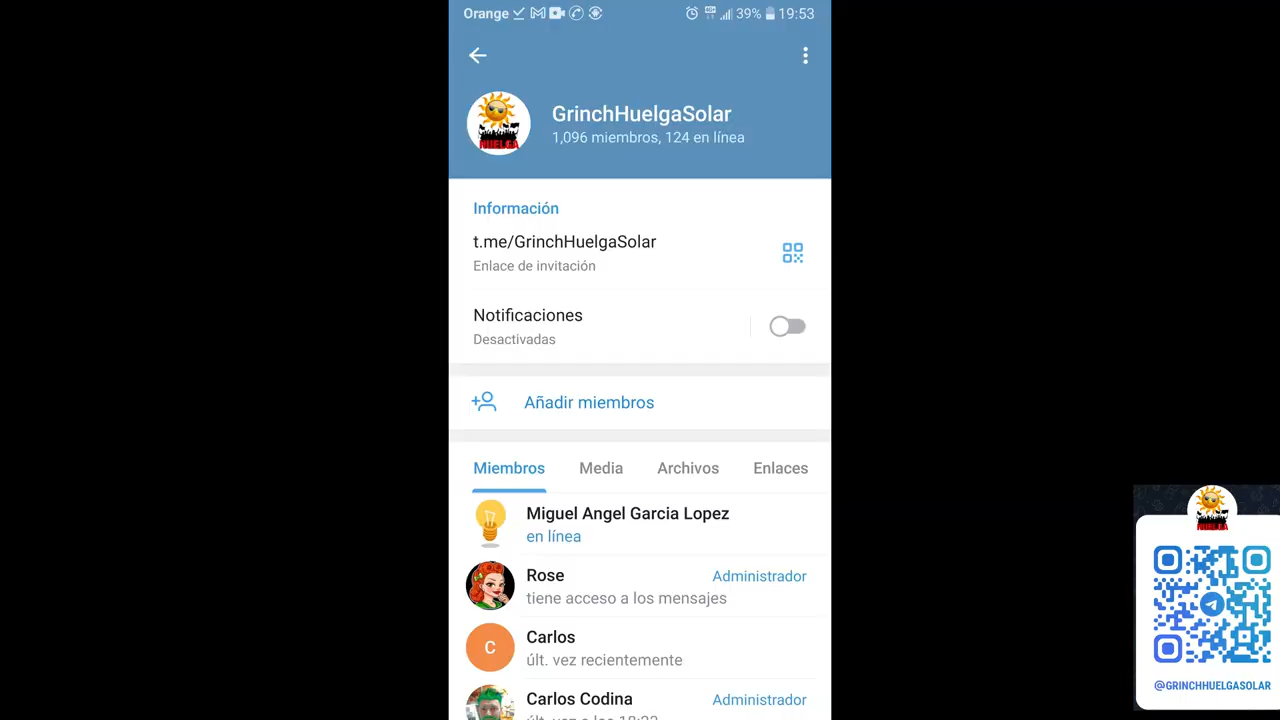 Orange
39% 19:53
GrinchHuelgaSolar
1,096 miembros, 124 en línea
HUELGA
Información
t.me/GrinchHuelgaSolar
Enlace de invitación
Notificaciones
Desactivadas
Añadir miembros
Miembros Media Archivos Enlaces
Miguel Angel Garcia Lopez
en línea
Rose Administrador
tiene acceso a los mensajes
C Carlos
últ. vez recientemente
Carlos Codina Administrador
HUELGA
@GRINCHHUELGASOLAR